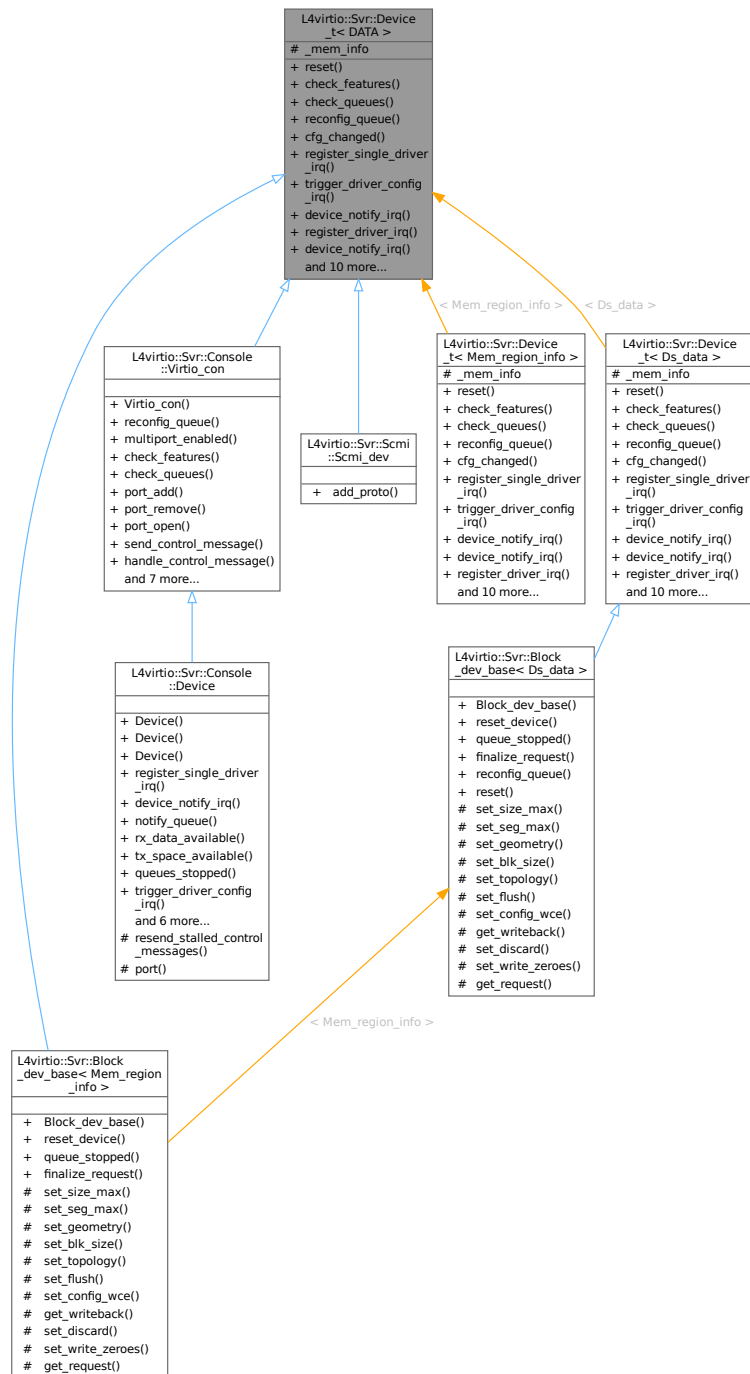 L4virtio::Svr::Device
_t< DATA >
# _mem_info
+ reset()
+ check_features()
+ check_queues()
+ reconfig_queue()
+ cfg_changed()
+ register_single_driver
_irq()
+ trigger_driver_config
_irq()
+ device_notify_irq()
+ register_driver_irq()
+ device_notify_irq()
and 10 more...
< Mem_region_info >
< Ds_data >
L4virtio::Svr::Console
::Virtio_con
+ Virtio_con()
+ reconfig_queue()
+ multiport_enabled()
+ check_features()
+ check_queues()
+ port_add()
+ port_remove()
+ port_open()
+ send_control_message()
+ handle_control_message()
and 7 more...
L4virtio::Svr::Scmi
::Scmi_dev
+ add_proto()
L4virtio::Svr::Device
_t< Mem_region_info >
# _mem_info
+ reset()
+ check_features()
+ check_queues()
+ reconfig_queue()
+ cfg_changed()
+ register_single_driver
_irq()
+ trigger_driver_config
_irq()
+ device_notify_irq()
+ device_notify_irq()
+ register_driver_irq()
and 10 more...
L4virtio::Svr::Device
_t< Ds_data >
# _mem_info
+ reset()
+ check_features()
+ check_queues()
+ reconfig_queue()
+ cfg_changed()
+ register_single_driver
_irq()
+ trigger_driver_config
_irq()
+ device_notify_irq()
+ device_notify_irq()
+ register_driver_irq()
and 10 more...
L4virtio::Svr::Console
::Device
+ Device()
+ Device()
+ Device()
+ register_single_driver
_irq()
+ device_notify_irq()
+ notify_queue()
+ rx_data_available()
+ tx_space_available()
+ queues_stopped()
+ trigger_driver_config
_irq()
and 6 more...
# resend_stalled_control
_messages()
# port()
L4virtio::Svr::Block
_dev_base< Ds_data >
+ Block_dev_base()
+ reset_device()
+ queue_stopped()
+ finalize_request()
+ reconfig_queue()
+ reset()
# set_size_max()
# set_seg_max()
# set_geometry()
# set_blk_size()
# set_topology()
# set_flush()
# set_config_wce()
# get_writeback()
# set_discard()
# set_write_zeroes()
# get_request()
< Mem_region_info >
L4virtio::Svr::Block
_dev_base< Mem_region
_info >
+ Block_dev_base()
+ reset_device()
+ queue_stopped()
+ finalize_request()
# set_size_max()
# set_seg_max()
# set_geometry()
# set_blk_size()
# set_topology()
# set_flush()
# set_config_wce()
# get_writeback()
# set_discard()
# set_write_zeroes()
# get_request()